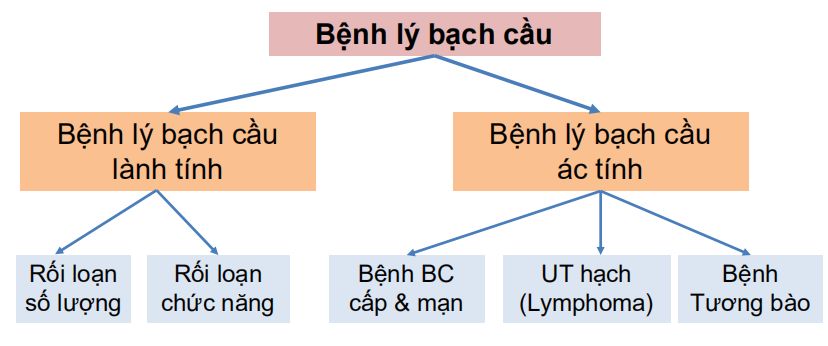 Bệnh lý bạch cầu
Bệnh lý bạch cầu
lành tính
Bệnh lý bạch cầu
ác tính
Rối loạn
số lượng
Rối loạn
chức năng
Bệnh BC
cấp & mạn
UT hạch
(Lymphoma)
Bệnh
Tương bào